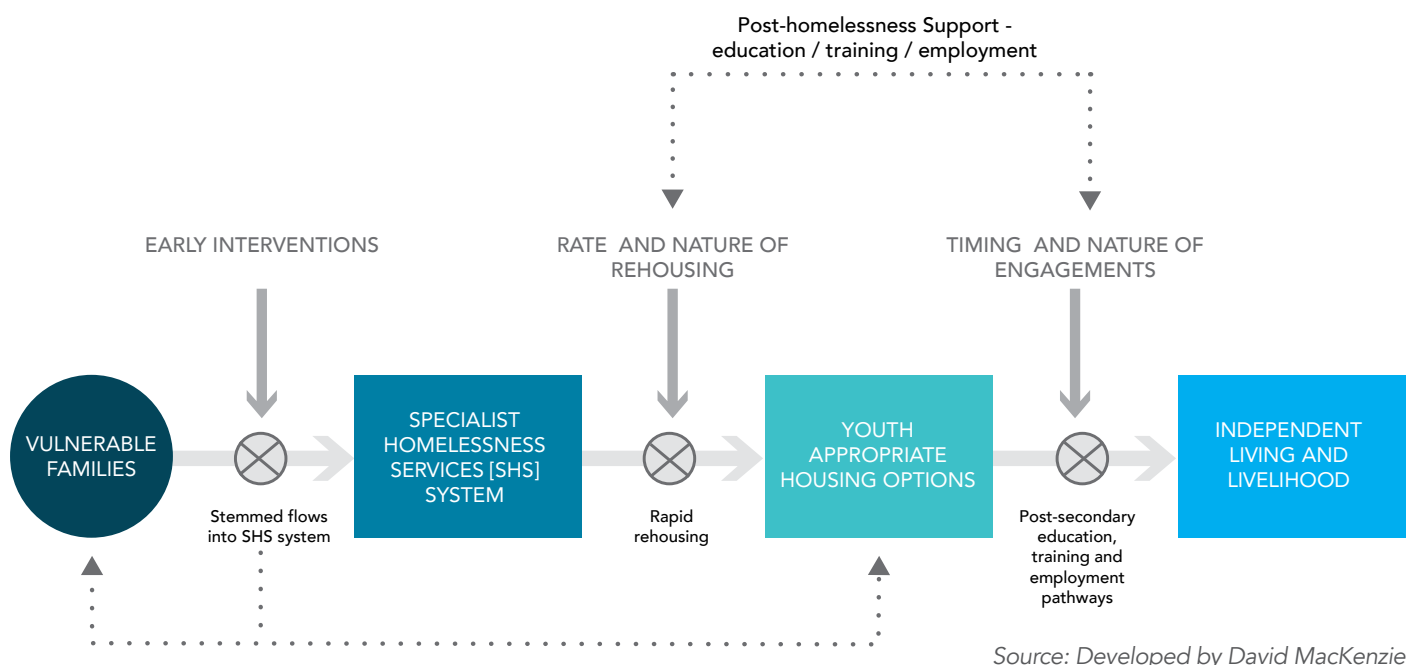 Post-homelessness Support -
education / training / employment
EARLY INTERVENTIONS
RATE AND NATURE OF
REHOUSING
TIMING AND NATURE OF
ENGAGEMENTS
VULNERABLE
FAMILIES
SPECIALIST
HOMELESSNESS
SERVICES [SHS]
SYSTEM
YOUTH
APPROPRIATE
HOUSING OPTIONS
INDEPENDENT
LIVING AND
LIVELIHOOD
Stemmed flows
into SHS system
Rapid
rehousing
Post-secondary
education,
training and
employment
pathways
Source: Developed by David MacKenzie